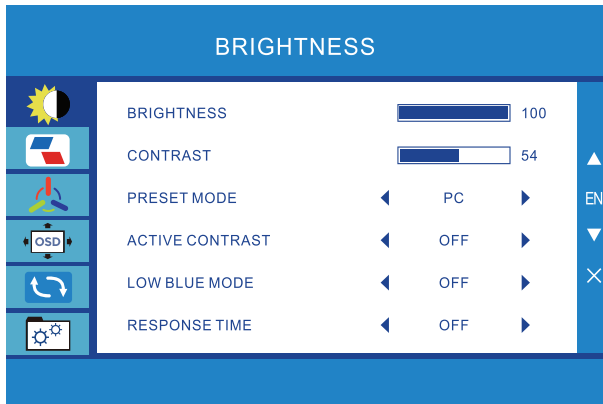 BRIGHTNESS
BRIGHTNESS 100
CONTRAST 54
PRESET MODE PC
EN
ACTIVE CONTRAST OFF
OSD
LOW BLUE MODE OFF
RESPONSE TIME OFF